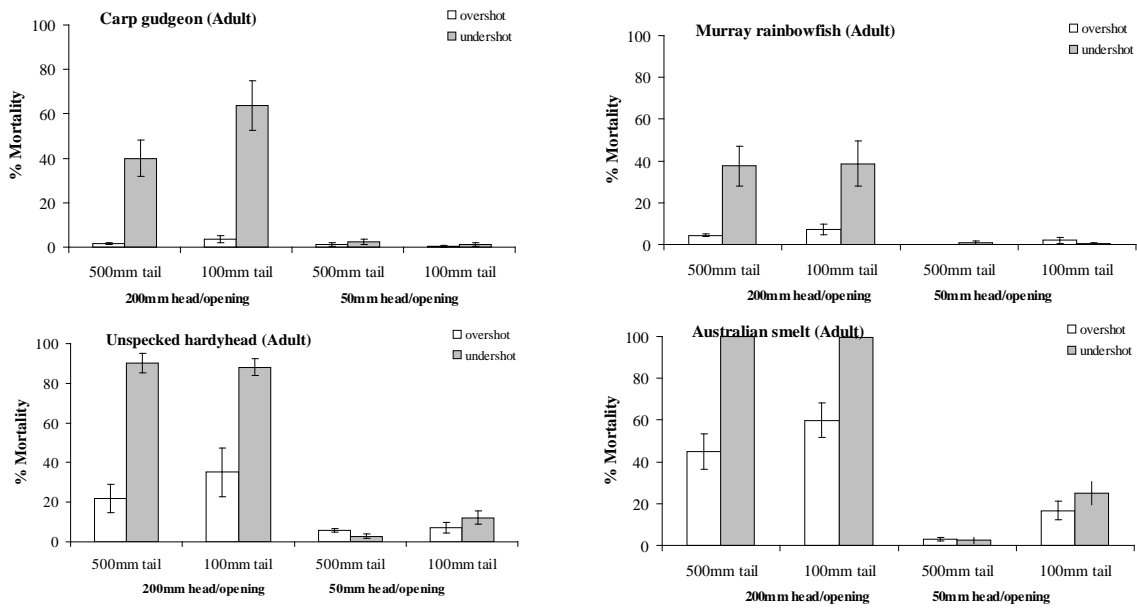 Carp gudgeon (Adult)
overshot
undershot
% Mortality
100
80
60
40
20
0
500mm tail 100mm tail 500mm tail 100mm tail
200mm head/opening 50mm head/opening
Murray rainbowfish (Adult)
overshot
undershot
% Mortality
100
80
60
40
20
0
500mm tail 100mm tail 500mm tail 100mm tail
200mm head/opening 50mm head/opening
Unspecked hardyhead (Adult)
overshot
undershot
% Mortality
100
80
60
40
20
0
500mm tail 100mm tail 500mm tail 100mm tail
200mm head/opening 50mm head/opening
Australian smelt (Adult)
overshot
undershot
% Mortality
100
80
60
40
20
0
500mm tail 100mm tail 500mm tail 100mm tail
200mm head/opening 50mm head/opening